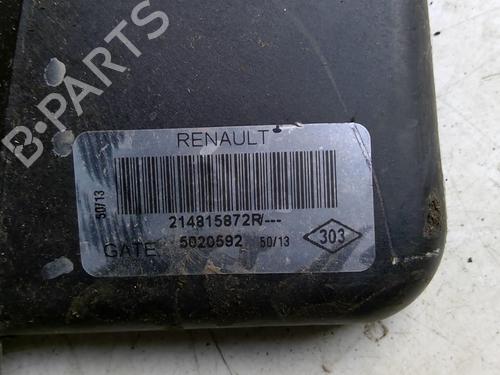 B-PARTS
RENAULT
50/13
214815872R/---
GATE 5020592 50/13
303